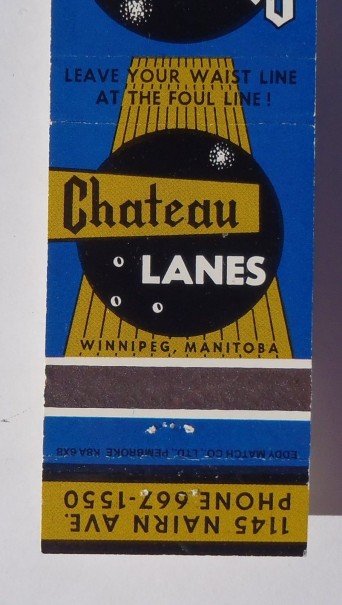 LEAVE YOUR WAIST LINE
AT THE FOUL LINE!
Chateau
LANES
WINNIPEG, MANITOBA
EDDY MATCH CO. LTD., PEMBROKE K8A 6X8
1145 NAIRN AVE.
PHONE 667-1550